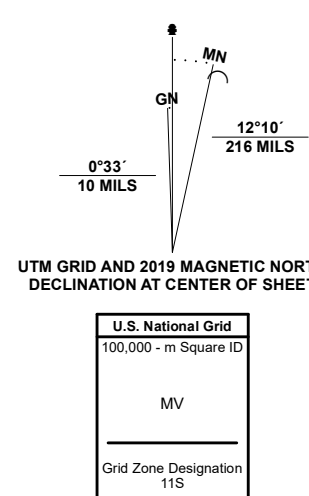 MN
GN
12°10´
216 MILS
0°33´
10 MILS
UTM GRID AND 2019 MAGNETIC NORT
DECLINATION AT CENTER OF SHEET
U.S. National Grid
100,000 - m Square ID
MV
Grid Zone Designation
11S